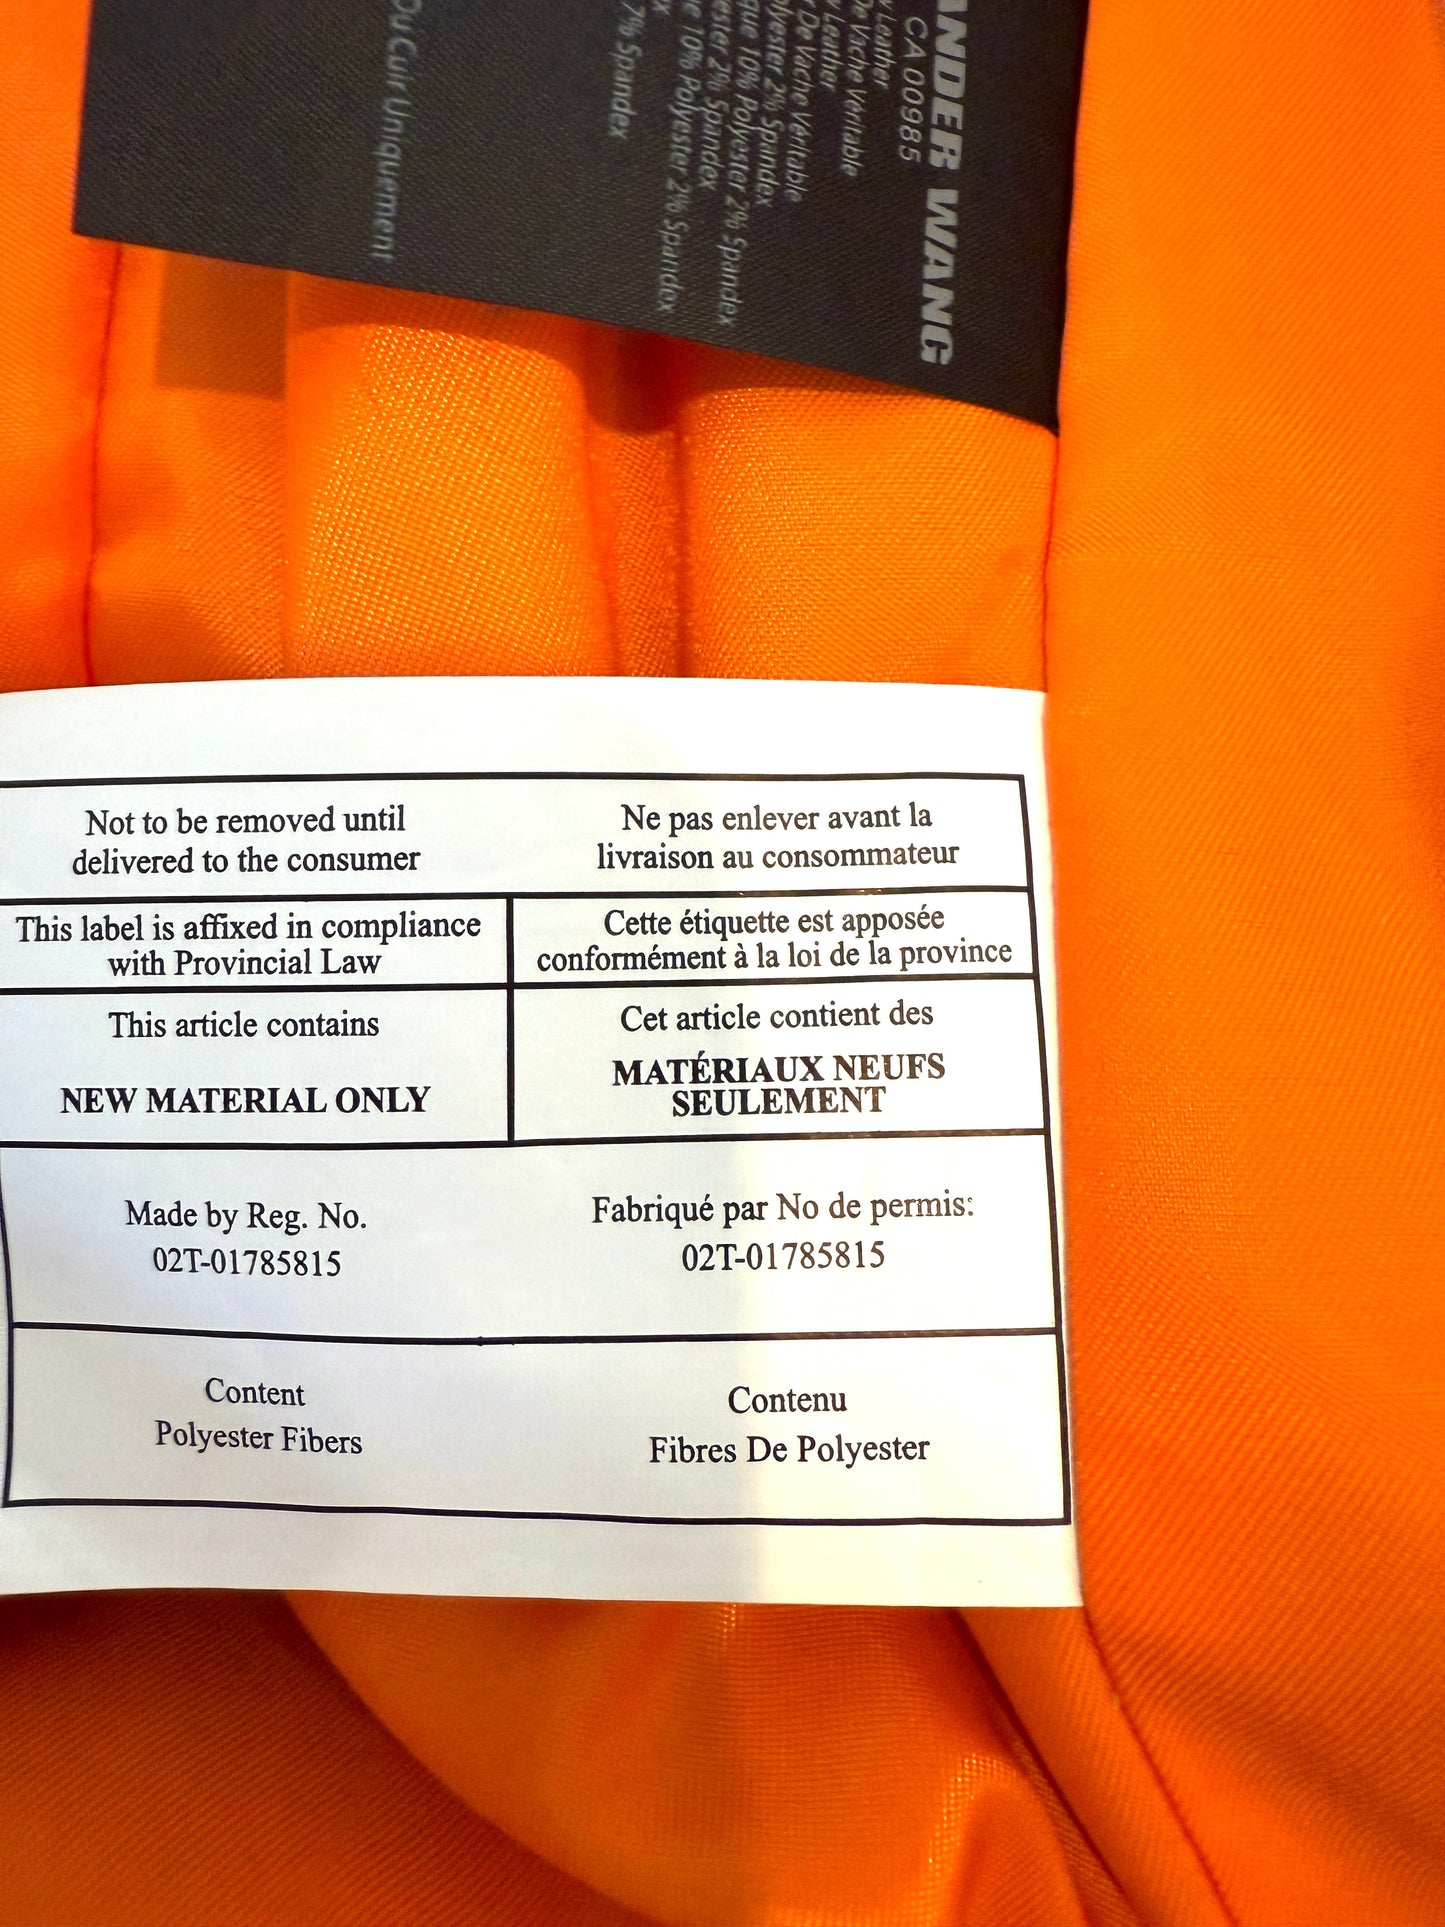 ANDER WANG
CA 00985
Leather
De Vache Véritable
Leather
De Vache Véritable
Polyester 2% Spandex
que 10% Polyester 2% Spandex
ester 2% Spandex
10% Polyester 2% Spandex
7% Spandex
Du Cuir Uniquement
Not to be removed until
delivered to the consumer
Ne pas enlever avant la
livraison au consommateur
This label is affixed in compliance
with Provincial Law
Cette étiquette est apposée
conformément à la loi de la province
This article contains
NEW MATERIAL ONLY
Cet article contient des
MATÉRIAUX NEUFS
SEULEMENT
Made by Reg. No.
02T-01785815
Fabriqué par No de permis:
02T-01785815
Content
Polyester Fibers
Contenu
Fibres De Polyester